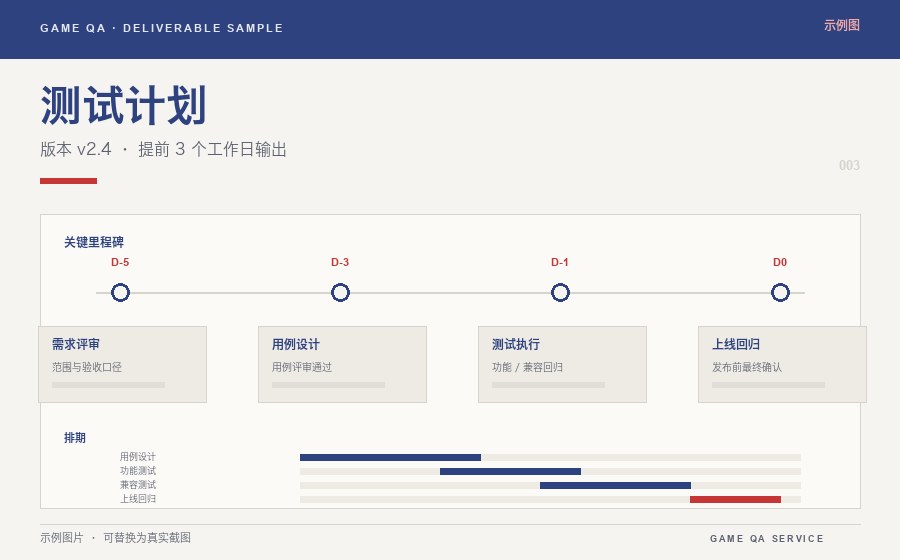 GAME QA · DELIVERABLE SAMPLE
示例图
测试计划
版本 v2.4 · 提前 3 个工作日输出
003
关键里程碑
D-5
D-3
D-1
D0
需求评审
范围与验收口径
用例设计
用例评审通过
测试执行
功能 / 兼容回归
上线回归
发布前最终确认
排期
用例设计
功能测试
兼容测试
上线回归
示例图片 · 可替换为真实截图
GAME QA SERVICE